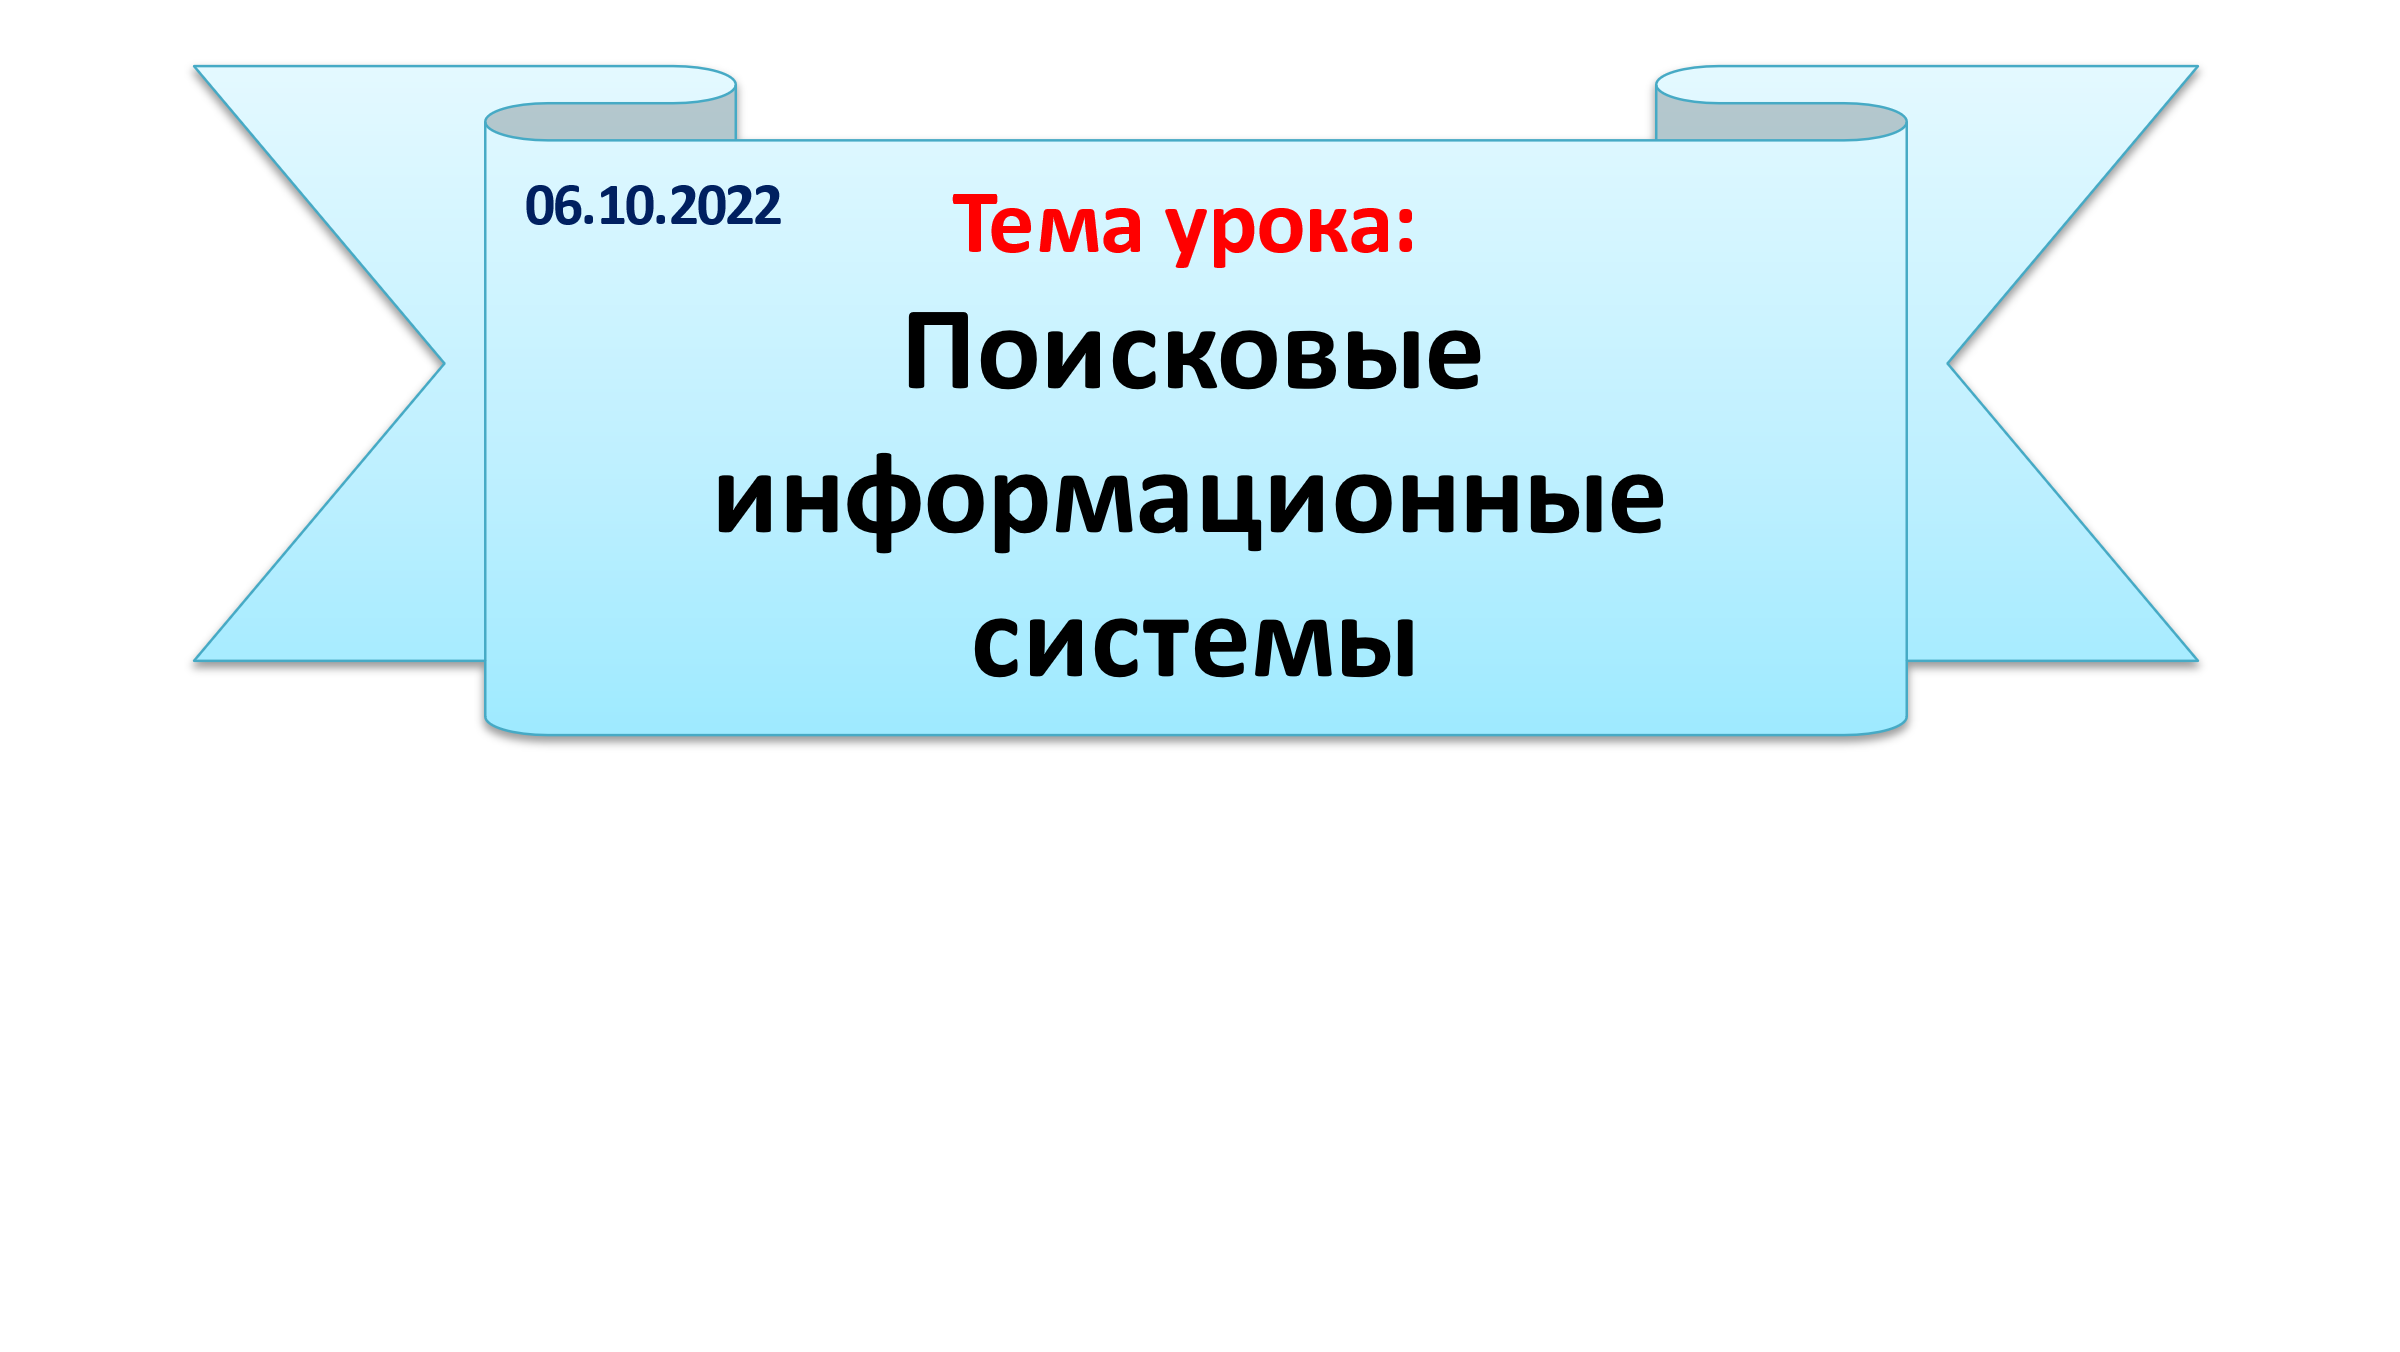 06.10.2022
Тема урока:
Поисковые
информационные
системы